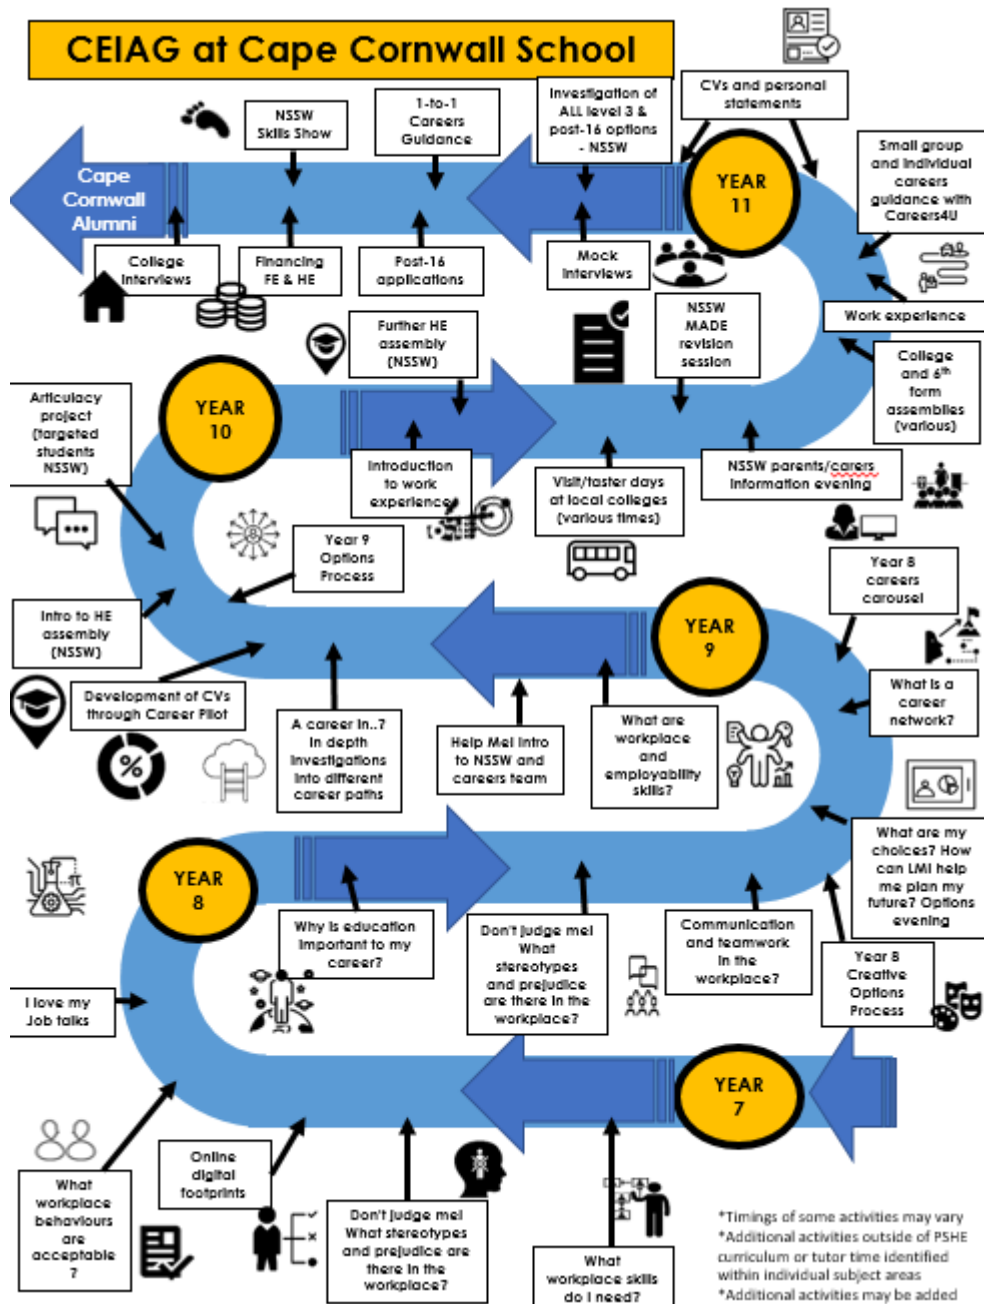 CEIAG at Cape Cornwall School
CVs and personal
statements
Investigation of
ALL level 3 &
post-16 options
- NSSW
1-to-1
Careers
Guidance
NSSW
Skills Show
Cape
Cornwall
Alumni
YEAR
11
Small group
and individual
careers
guidance with
Careers4U
College
Interviews
Financing
FE & HE
Post-16
applications
Mock
Interviews
Work experience
NSSW
MADE
revision
session
Further HE
assembly
(NSSW)
College
and 6th
form
assemblies
(various)
YEAR
10
Articulacy
project
(targeted
students
NSSW)
Introduction
to work
experience
Visit/taster days
at local colleges
(various times)
NSSW parents/carers
Information evening
Year 9
Options
Process
Year 8
careers
carousel
Intro to HE
assembly
(NSSW)
YEAR
9
What is a
career
network?
Development of CVs
through Career Pilot
A career in..?
In depth
Investigations
Into different
career paths
Help Me! Intro
to NSSW and
careers team
What are
workplace
and
employability
skills?
What are my
choices? How
can LMI help
me plan my
future? Options
evening
YEAR
8
Why is education
Important to my
career?
Don't judge me!
What
stereotypes
and prejudice
are there in the
workplace?
Communication
and teamwork
in the
workplace?
Year 8
Creative
Options
Process
I love my
Job talks
YEAR
7
What
workplace
behaviours
are
acceptable
?
Online
digital
footprints
Don't judge me!
What stereotypes
and prejudice are
there in the
workplace?
What
workplace skills
do I need?
*Timings of some activities may vary
*Additional activities outside of PSHE
curriculum or tutor time identified
within individual subject areas
*Additional activities may be added